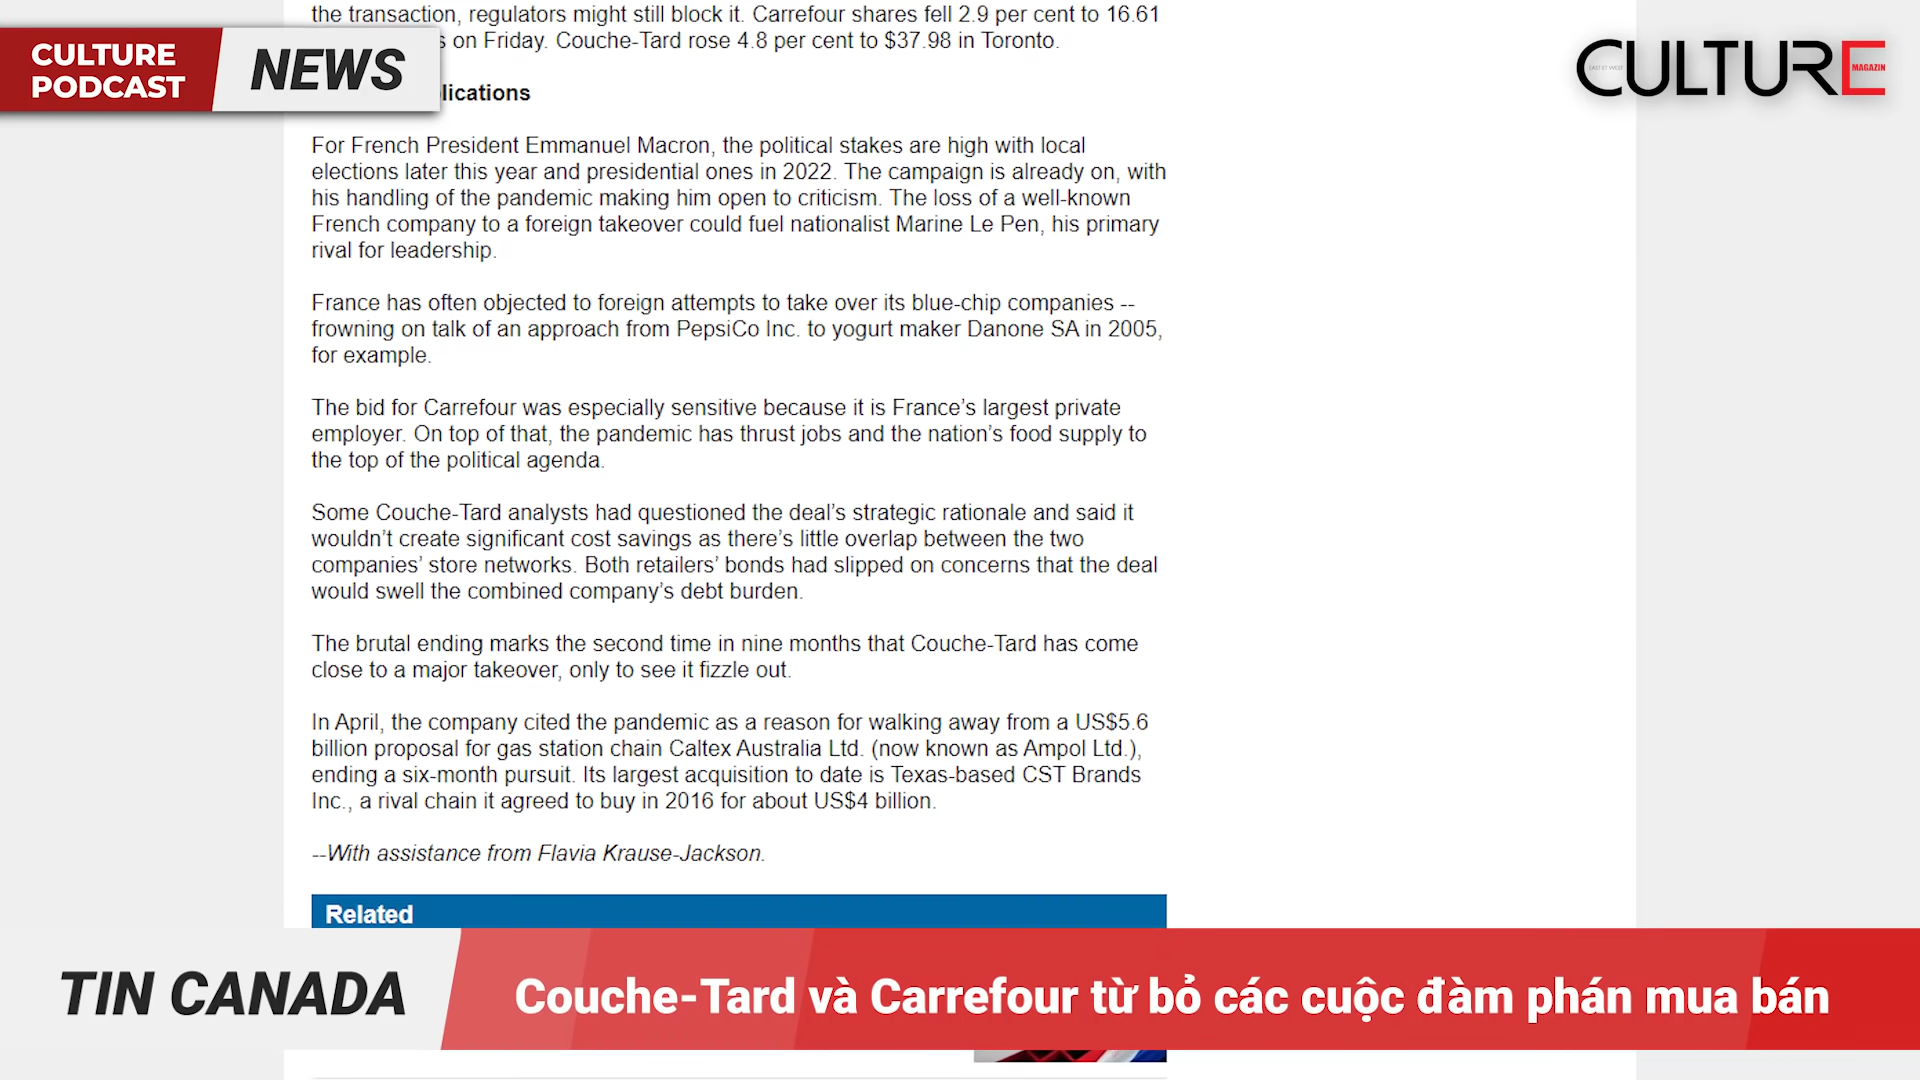 the transaction, regulators might still block it. Carrefour shares fell 2.9 per cent to 16.61
s on Friday. Couche-Tard rose 4.8 per cent to $37.98 in Toronto.
CULTURE
PODCAST
NEWS
CULTURE
EAST ET WEST
MAGAZIN
lications
For French President Emmanuel Macron, the political stakes are high with local
elections later this year and presidential ones in 2022. The campaign is already on, with
his handling of the pandemic making him open to criticism. The loss of a well-known
French company to a foreign takeover could fuel nationalist Marine Le Pen, his primary
rival for leadership.
France has often objected to foreign attempts to take over its blue-chip companies --
frowning on talk of an approach from PepsiCo Inc. to yogurt maker Danone SA in 2005,
for example.
The bid for Carrefour was especially sensitive because it is France’s largest private
employer. On top of that, the pandemic has thrust jobs and the nation’s food supply to
the top of the political agenda.
Some Couche-Tard analysts had questioned the deal’s strategic rationale and said it
wouldn’t create significant cost savings as there’s little overlap between the two
companies’ store networks. Both retailers’ bonds had slipped on concerns that the deal
would swell the combined company’s debt burden.
The brutal ending marks the second time in nine months that Couche-Tard has come
close to a major takeover, only to see it fizzle out.
In April, the company cited the pandemic as a reason for walking away from a US$5.6
billion proposal for gas station chain Caltex Australia Ltd. (now known as Ampol Ltd.),
ending a six-month pursuit. Its largest acquisition to date is Texas-based CST Brands
Inc., a rival chain it agreed to buy in 2016 for about US$4 billion.
--With assistance from Flavia Krause-Jackson.
Related
TIN CANADA
Couche-Tard và Carrefour từ bỏ các cuộc đàm phán mua bán